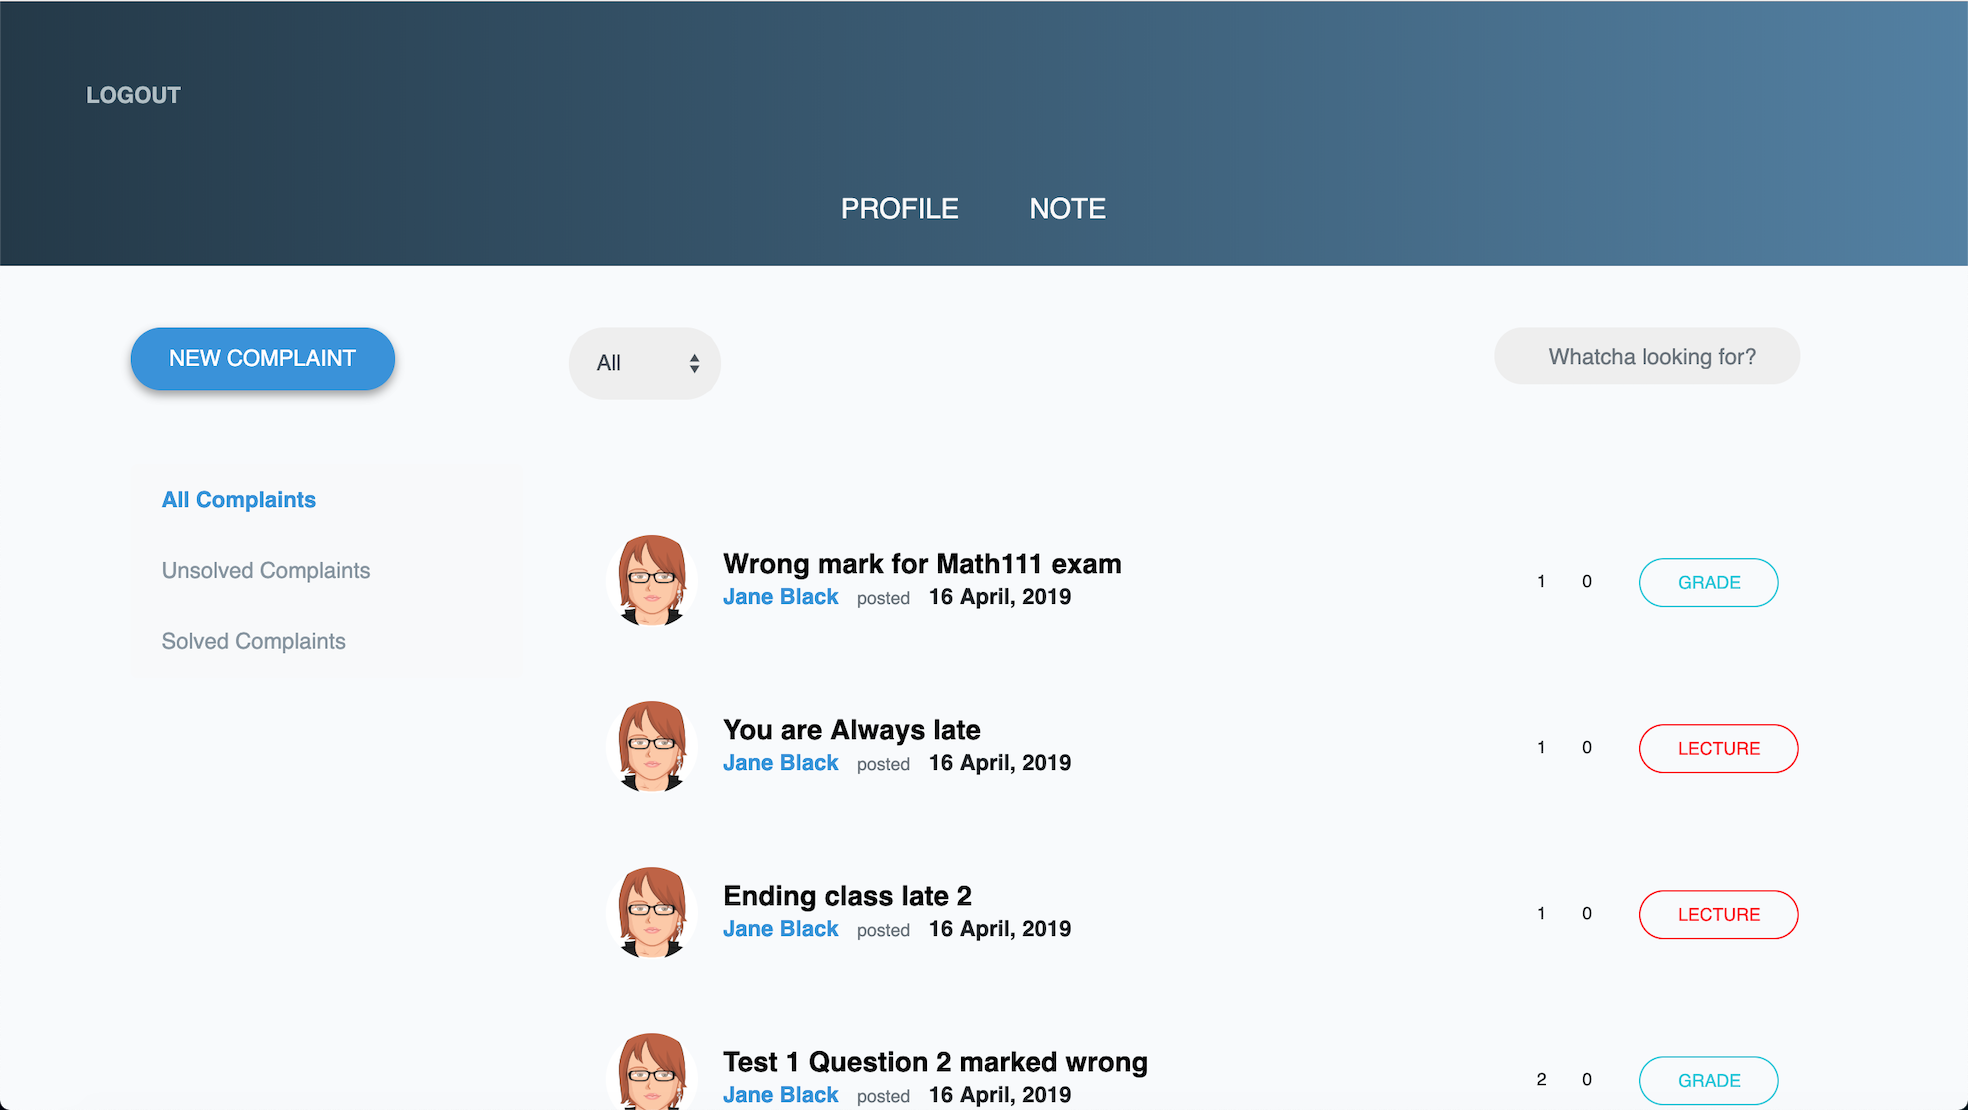 LOGOUT
PROFILE NOTE
NEW COMPLAINT
All
Whatcha looking for?
All Complaints
Unsolved Complaints
Solved Complaints
Wrong mark for Math111 exam
Jane Black posted 16 April, 2019
1 0 GRADE
You are Always late
Jane Black posted 16 April, 2019
1 0 LECTURE
Ending class late 2
Jane Black posted 16 April, 2019
1 0 LECTURE
Test 1 Question 2 marked wrong
Jane Black posted 16 April, 2019
2 0 GRADE